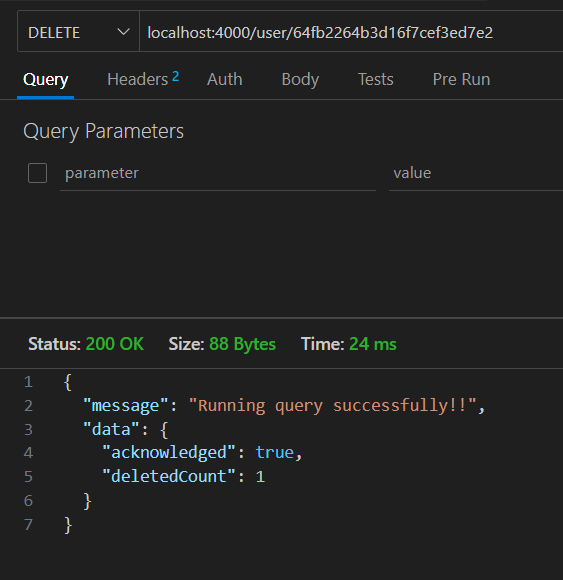 DELETE localhost:4000/user/64fb2264b3d16f7cef3ed7e2
Query Headers 2 Auth Body Tests Pre Run
Query Parameters
parameter value
Status: 200 OK Size: 88 Bytes Time: 24 ms
1 {
2 "message": "Running query successfully!!",
3 "data": {
4 "acknowledged": true,
5 "deletedCount": 1
6 }
7 }